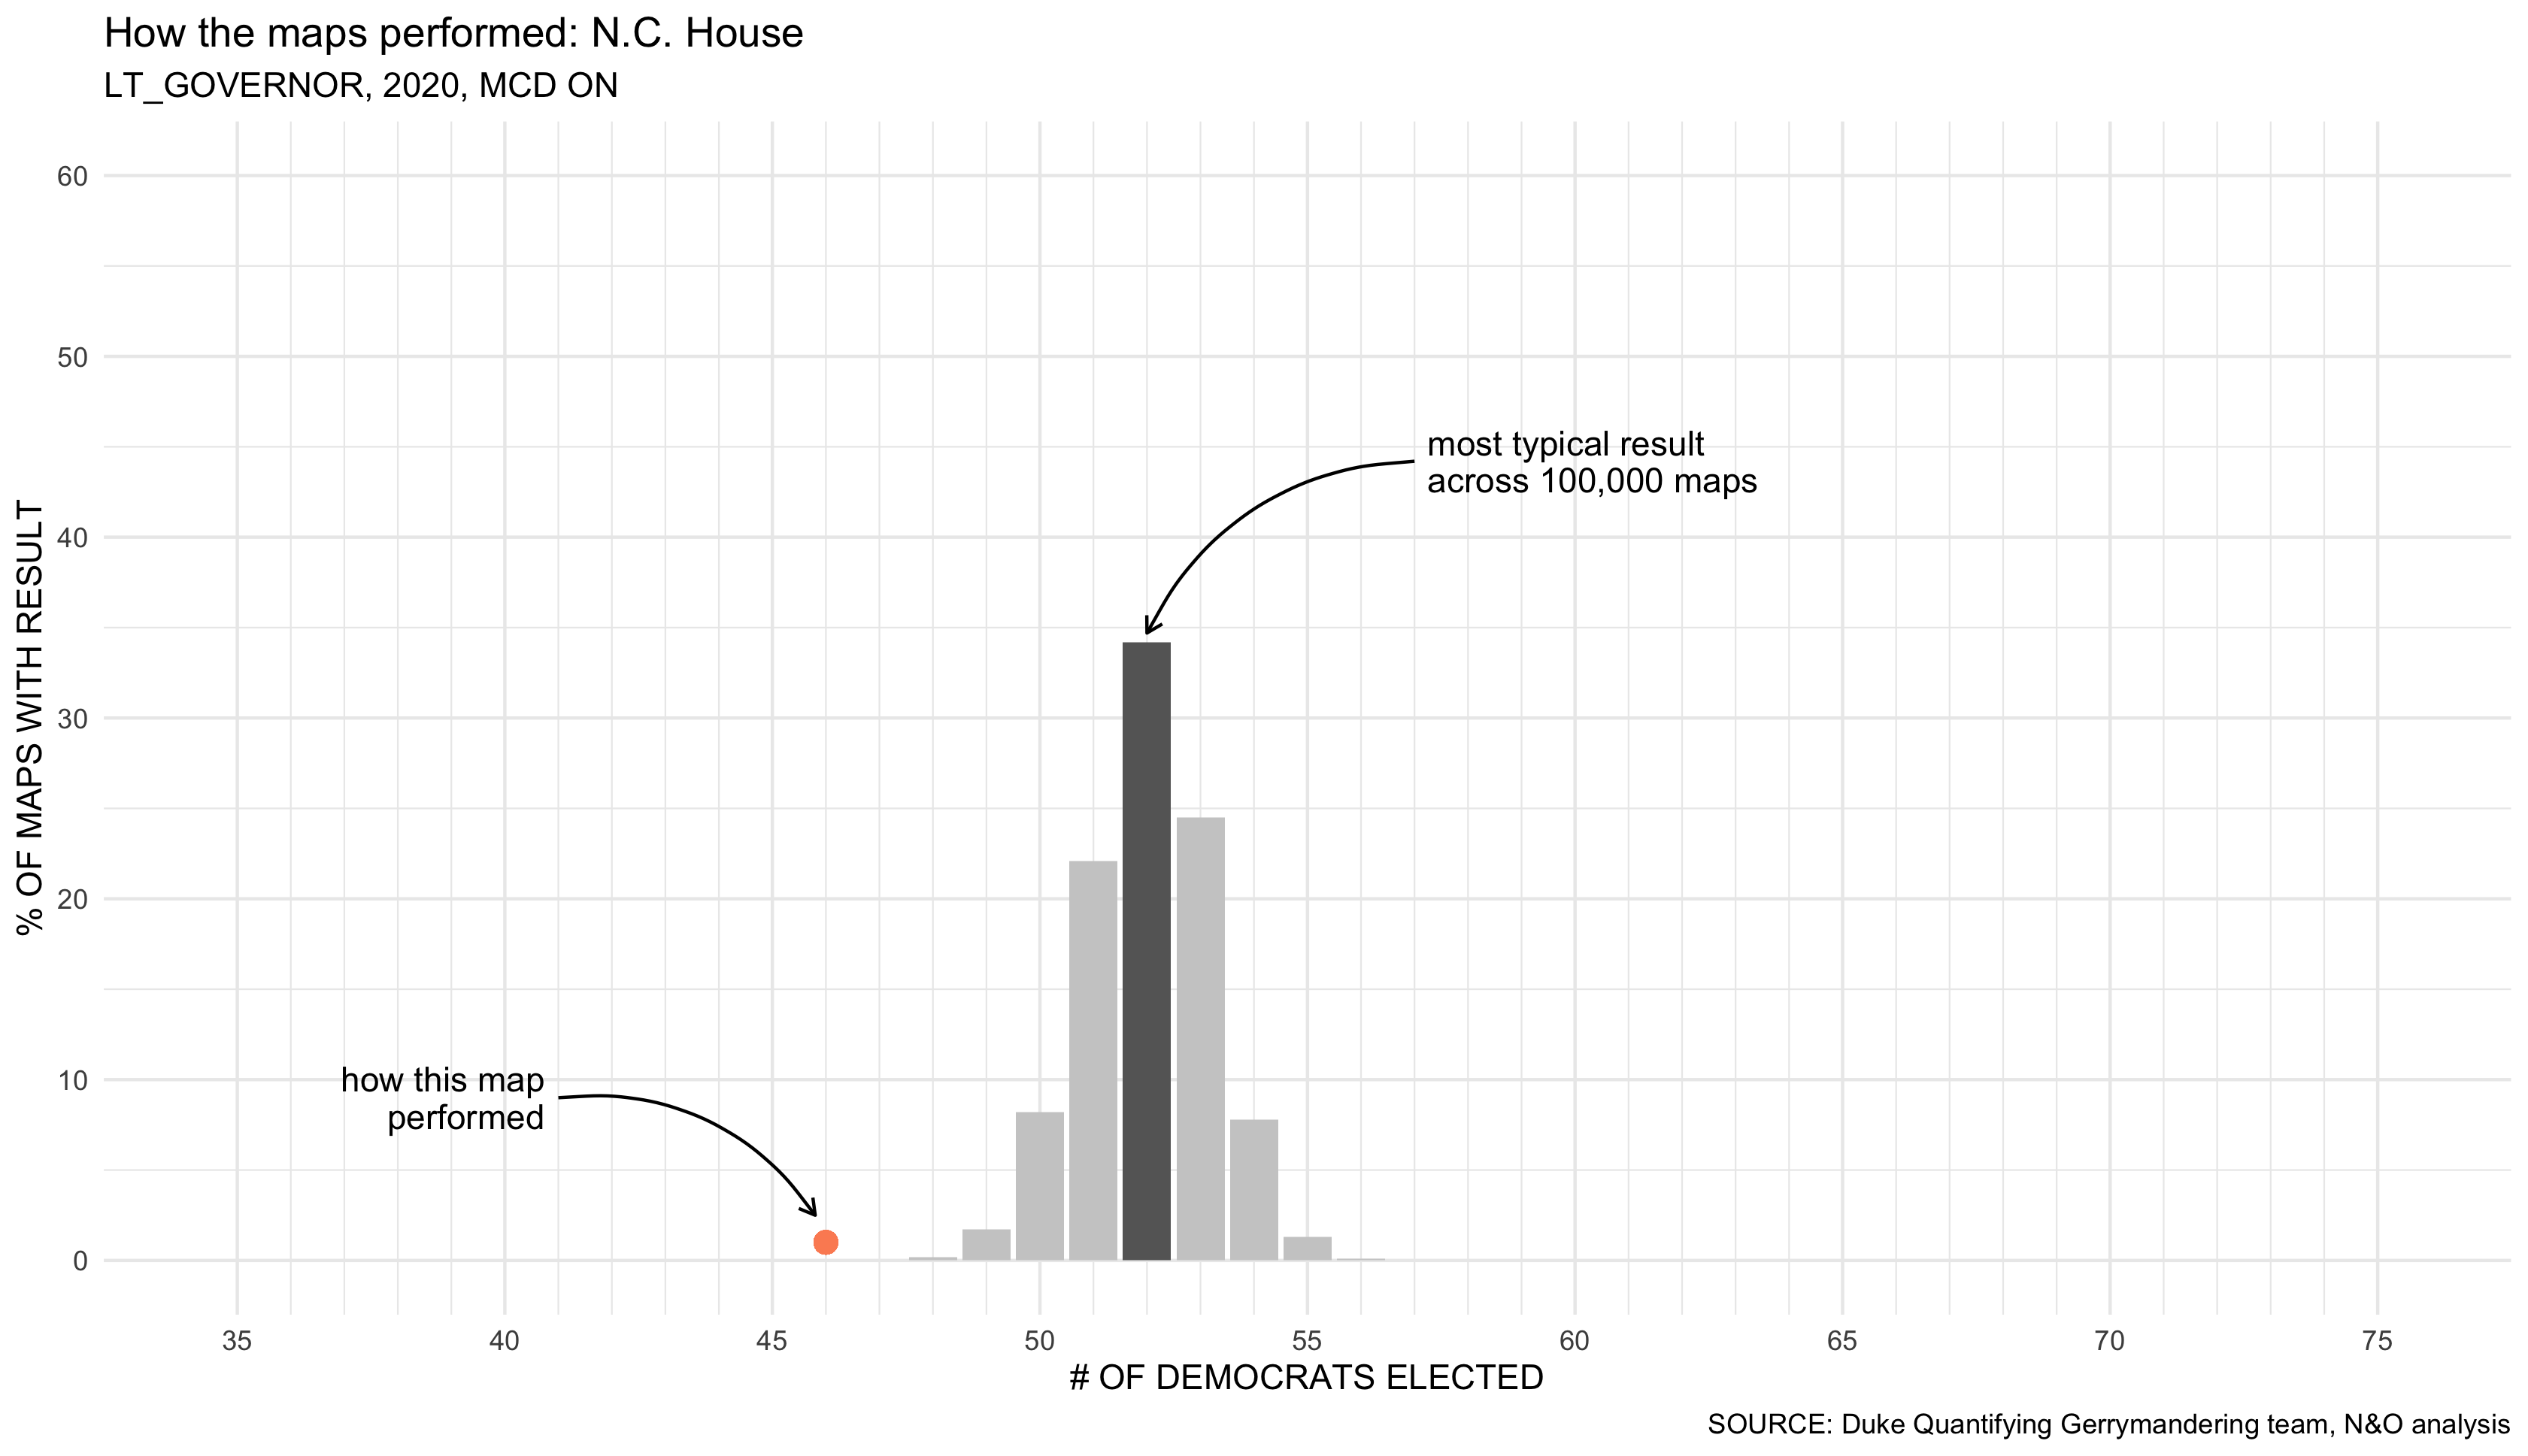 How the maps performed: N.C. House
LT_GOVERNOR, 2020, MCD ON
% OF MAPS WITH RESULT
60
50
40
30
20
10
0
most typical result
across 100,000 maps
how this map
performed
35 40 45 50 55 60 65 70 75
# OF DEMOCRATS ELECTED
SOURCE: Duke Quantifying Gerrymandering team, N&O analysis